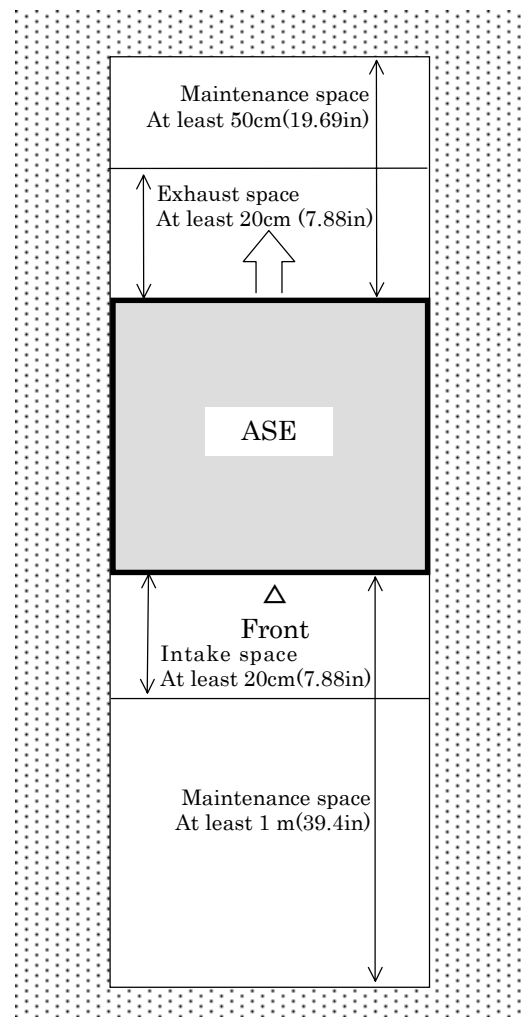 Maintenance space
At least 50cm(19.69in)
Exhaust space
At least 20cm (7.88in)
ASE
Front
Intake space
At least 20cm(7.88in)
Maintenance space
At least 1 m(39.4in)